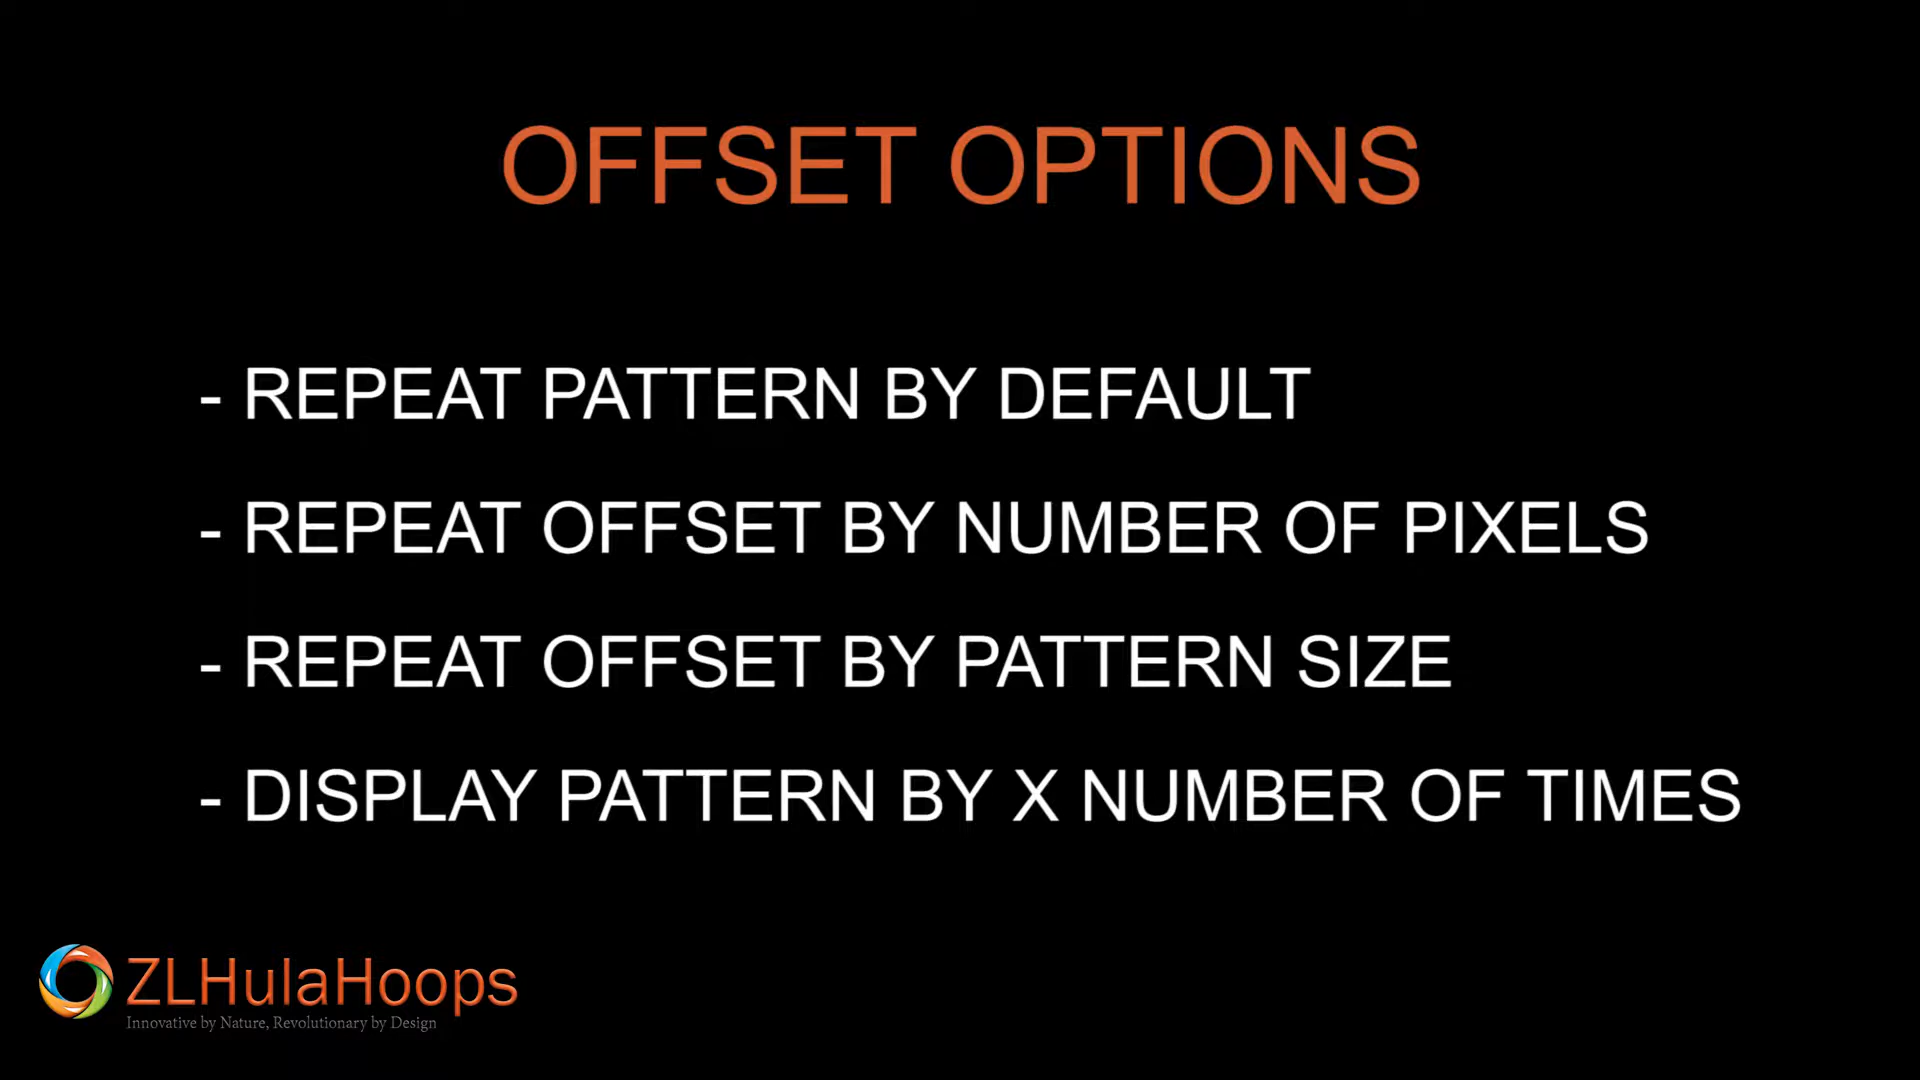 OFFSET OPTIONS
- REPEAT PATTERN BY DEFAULT
- REPEAT OFFSET BY NUMBER OF PIXELS
- REPEAT OFFSET BY PATTERN SIZE
- DISPLAY PATTERN BY X NUMBER OF TIMES
ZLHulaHoops
Innovative by Nature, Revolutionary by Design